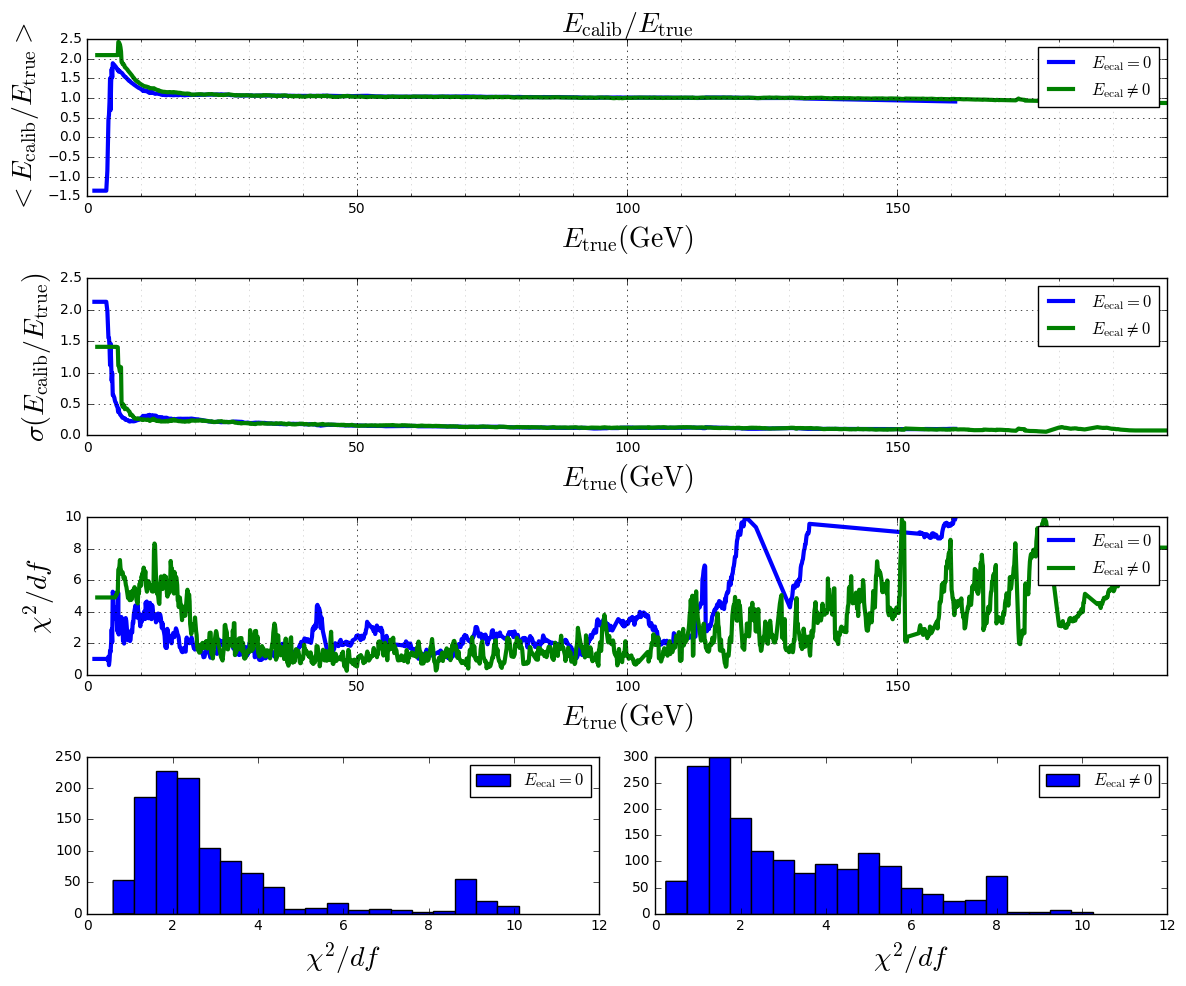 E_calib/E_true
< E_calib/E_true >
2.5
2.0
1.5
1.0
0.5
0.0
−0.5
−1.0
−1.5
E_ecal = 0
E_ecal ≠ 0
0 50 100 150
E_true(GeV)
σ(E_calib/E_true)
2.5
2.0
1.5
1.0
0.5
0.0
E_ecal = 0
E_ecal ≠ 0
0 50 100 150
E_true(GeV)
χ²/df
10
8
6
4
2
0
E_ecal = 0
E_ecal ≠ 0
0 50 100 150
E_true(GeV)
250
200
150
100
50
0
E_ecal = 0
0 2 4 6 8 10 12
χ²/df
300
250
200
150
100
50
0
E_ecal ≠ 0
0 2 4 6 8 10 12
χ²/df